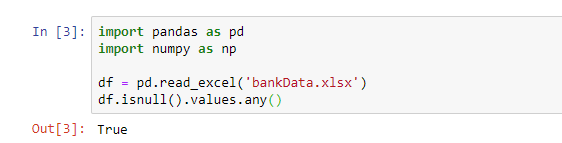 In [3]: import pandas as pd
import numpy as np
df = pd.read_excel('bankData.xlsx')
df.isnull().values.any()
Out[3]: True